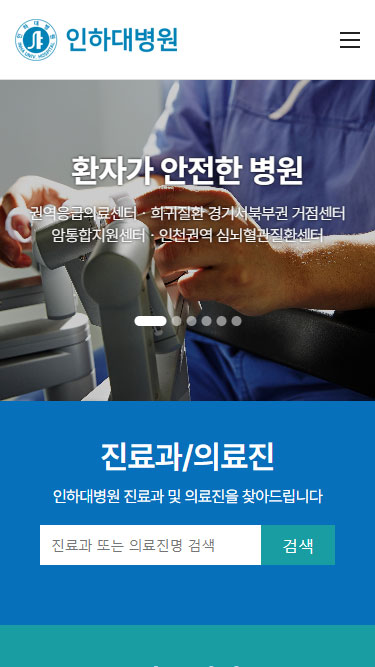 인하대병원
환자가 안전한 병원
권역응급의료센터 · 희귀질환 경기서북부권 거점센터
암통합지원센터 · 인천권역 심뇌혈관질환센터
진료과/의료진
인하대병원 진료과 및 의료진을 찾아드립니다
진료과 또는 의료진명 검색
검색